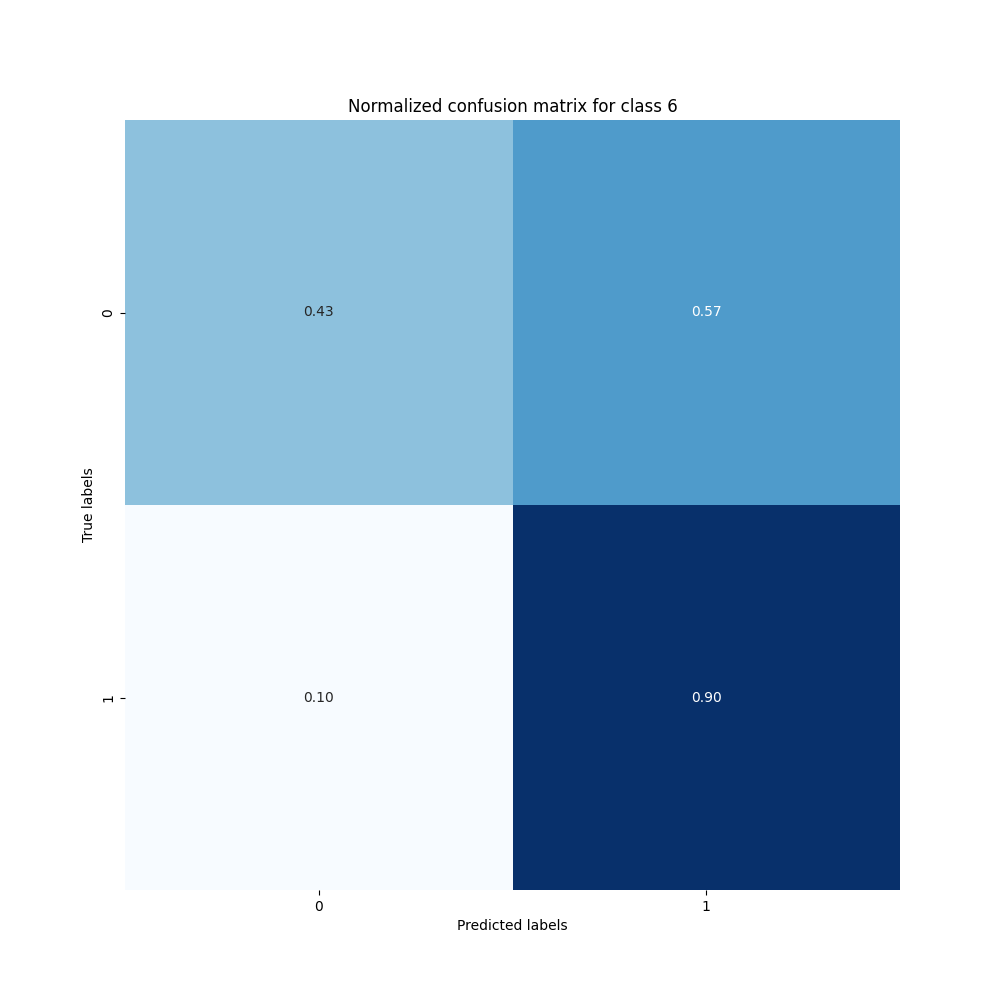 Normalized confusion matrix for class 6
0
0.43
0.57
True labels
1
0.10
0.90
0
1
Predicted labels